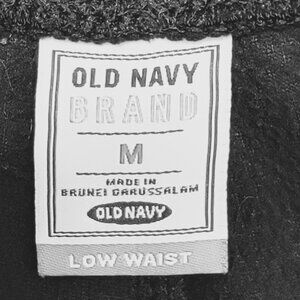 OLD NAVY
BRAND
M
MADE IN
BRUNEI DARUSSALAM
OLD NAVY
LOW WAIST